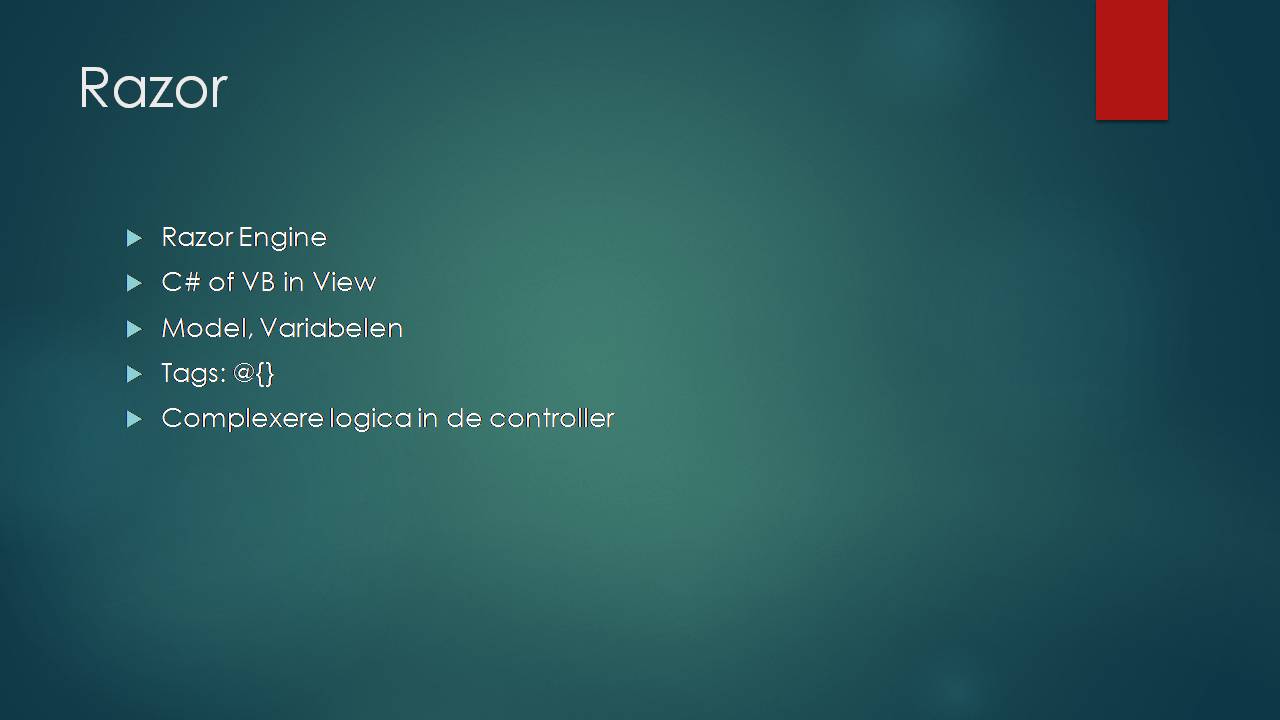 Razor
Razor Engine
C# of VB in View
Model, Variabelen
Tags: @{}
Complexere logica in de controller